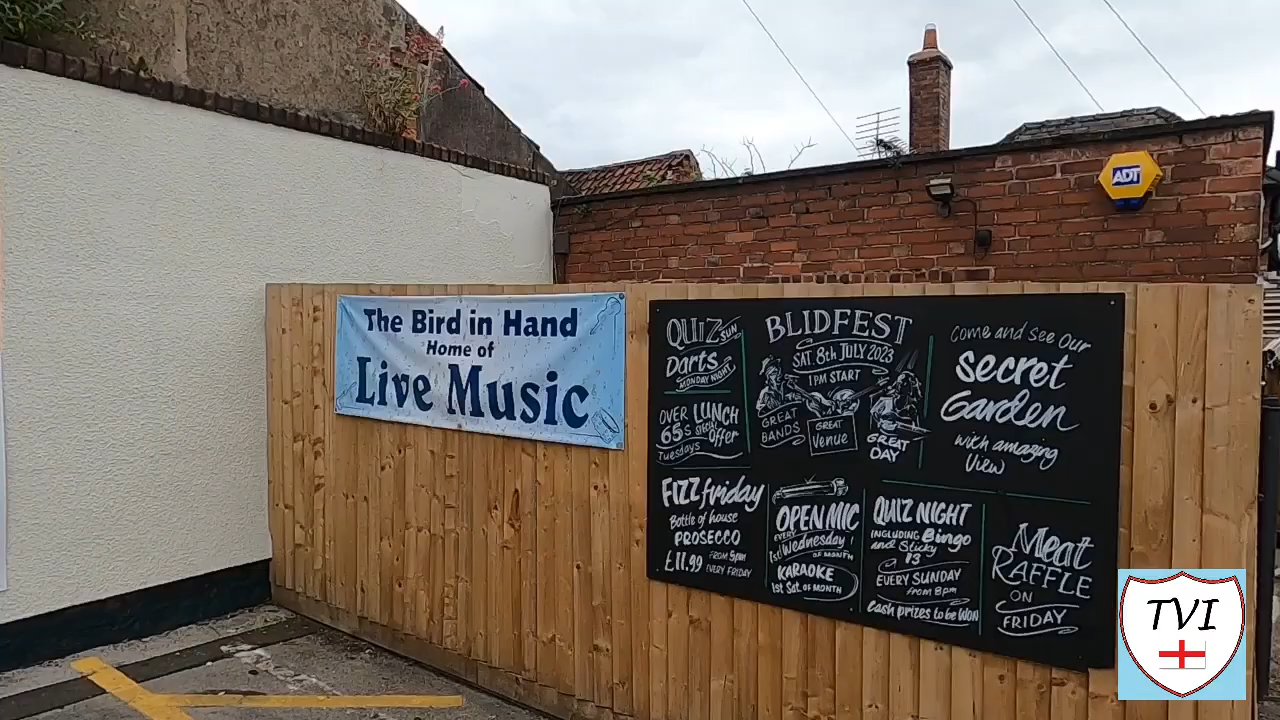 The Bird in Hand
Home of
Live Music
QUIZ SUN
Darts
MONDAY NIGHT
OVER LUNCH
65s SPECIAL offer
Tuesdays
BLIDFEST
SAT. 8th JULY 2023
1PM START
GREAT
BANDS
GREAT
Venue
GREAT
DAY
Come and See Our
Secret
Garden
with amazing
View
FIZZ friday
Bottle of house
PROSECCO
£11.99 FROM 5pm
EVERY FRIDAY
OPEN MIC
EVERY
1st Wednesday
OF MONTH
KARAOKE
1st Sat. OF MONTH
QUIZ NIGHT
INCLUDING Bingo
and Sticky
13
EVERY SUNDAY
from 8pm
Cash prizes to be WON
Meat
RAFFLE
ON
FRIDAY
ADT
TVI